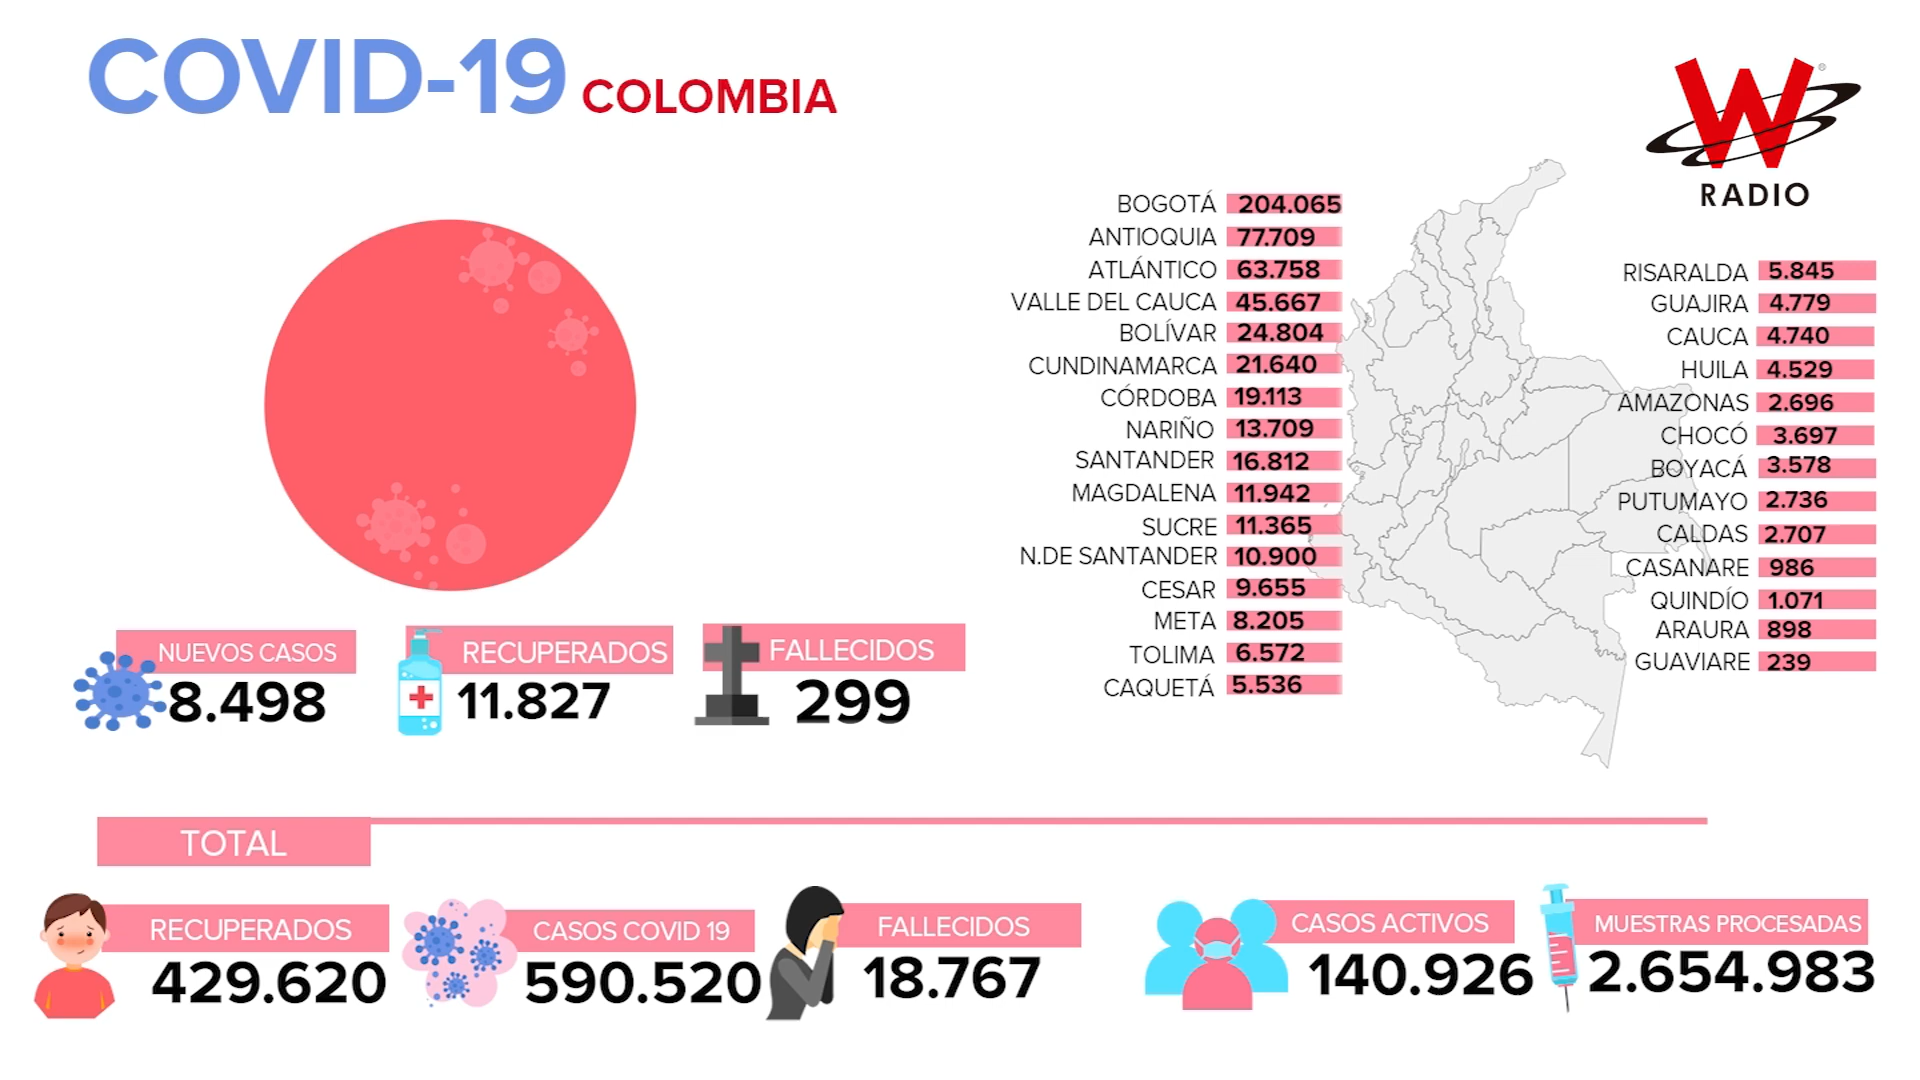 COVID-19 COLOMBIA
W®
RADIO
BOGOTÁ 204.065
ANTIOQUIA 77.709
ATLÁNTICO 63.758
VALLE DEL CAUCA 45.667
BOLÍVAR 24.804
CUNDINAMARCA 21.640
CÓRDOBA 19.113
NARIÑO 13.709
SANTANDER 16.812
MAGDALENA 11.942
SUCRE 11.365
N.DE SANTANDER 10.900
CESAR 9.655
META 8.205
TOLIMA 6.572
CAQUETÁ 5.536
RISARALDA 5.845
GUAJIRA 4.779
CAUCA 4.740
HUILA 4.529
AMAZONAS 2.696
CHOCÓ 3.697
BOYACÁ 3.578
PUTUMAYO 2.736
CALDAS 2.707
CASANARE 986
QUINDÍO 1.071
ARAURA 898
GUAVIARE 239
NUEVOS CASOS
8.498
RECUPERADOS
11.827
FALLECIDOS
299
TOTAL
RECUPERADOS
429.620
CASOS COVID 19
590.520
FALLECIDOS
18.767
CASOS ACTIVOS
140.926
MUESTRAS PROCESADAS
2.654.983